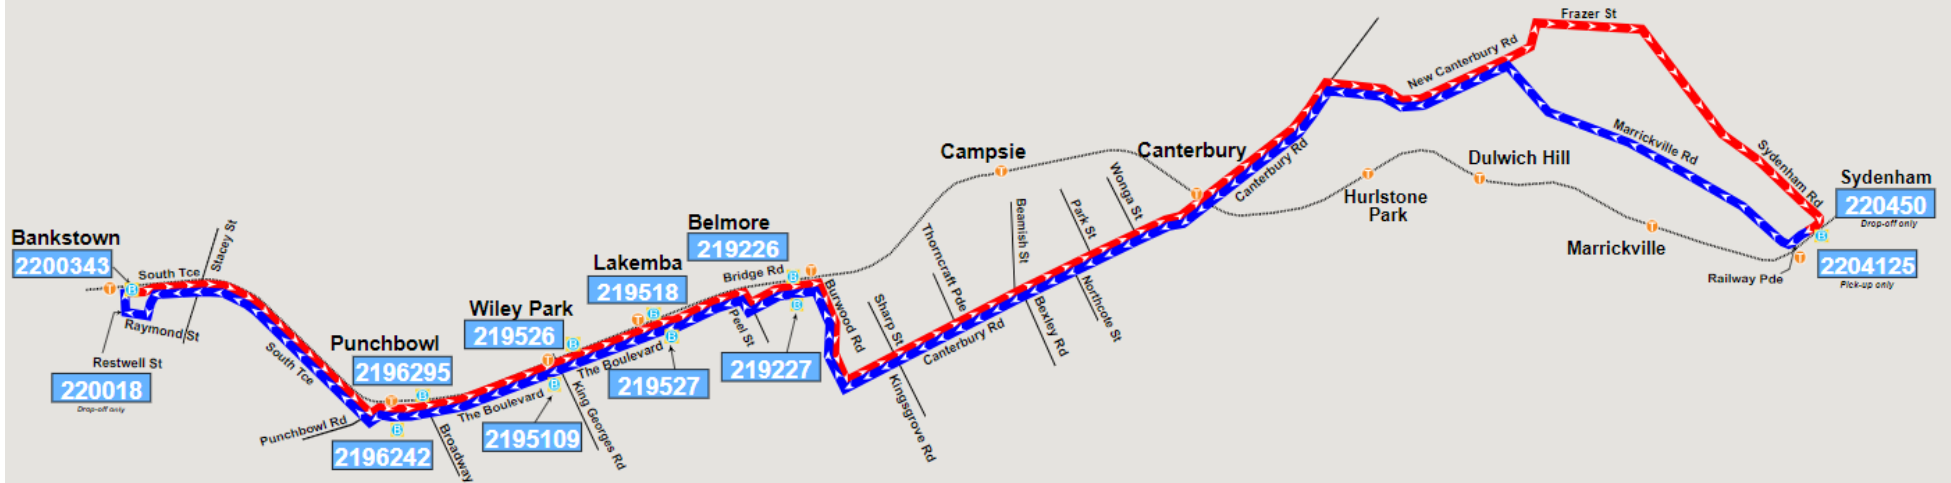 Bankstown
2200343
South Tce
Stacey St
Raymond St
Restwell St
220018
Drop-off only
South Tce
Punchbowl Rd
Punchbowl
2196295
2196242
Broadway
The Boulevard
Wiley Park
219526
2195109
King Georges Rd
The Boulevard
Lakemba
219518
219527
Belmore
219226
Bridge Rd
Peel St
219227
Burwood Rd
Sharp St
Kingsgrove Rd
Canterbury Rd
Thorncraft Pde
Campsie
Beamish St
Bexley Rd
Park St
Northcote St
Wonga St
Canterbury
Canterbury Rd
Hurlstone
Park
New Canterbury Rd
Dulwich Hill
Frazer St
Marrickville Rd
Marrickville
Sydenham Rd
Sydenham
220450
Drop-off only
Railway Pde
2204125
Pick-up only
T
B
B
T
B
T
B
B
T
B
B
B
T
B
T
T
T
T
T
B
T